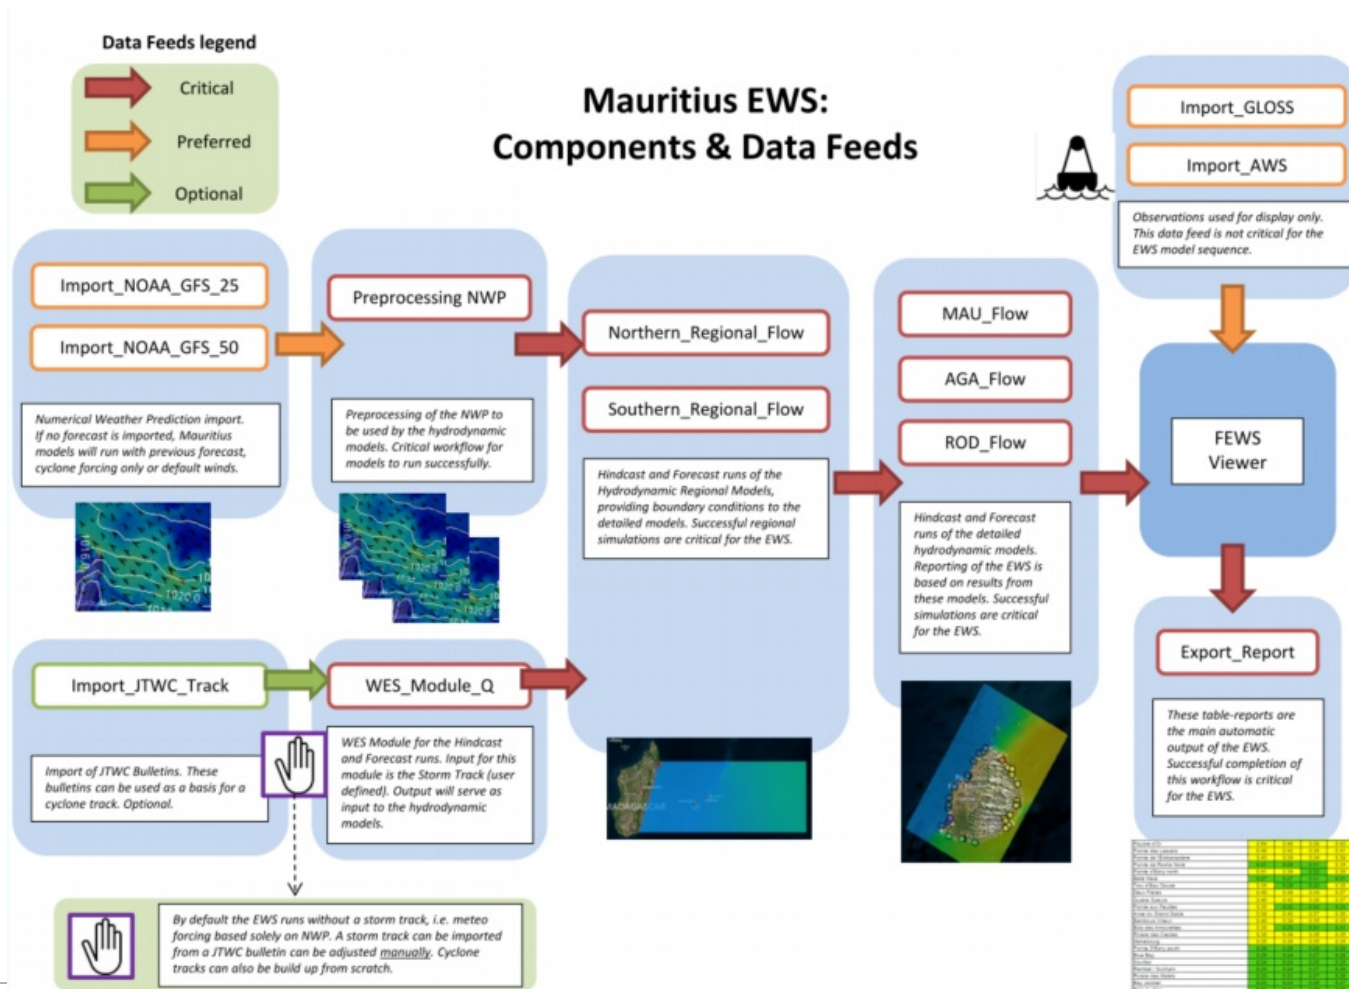 Data Feeds legend
Critical
Preferred
Optional
Mauritius EWS:
Components & Data Feeds
Import_GLOSS
Import_AWS
Observations used for display only.
This data feed is not critical for the
EWS model sequence.
Import_NOAA_GFS_25
Import_NOAA_GFS_50
Numerical Weather Prediction import.
If no forecast is imported, Mauritius
models will run with previous forecast,
cyclone forcing only or default winds.
Preprocessing NWP
Preprocessing of the NWP to
be used by the hydrodynamic
models. Critical workflow for
models to run successfully.
Northern_Regional_Flow
Southern_Regional_Flow
Hindcast and Forecast runs of the
Hydrodynamic Regional Models,
providing boundary conditions to the
detailed models. Successful regional
simulations are critical for the EWS.
MAU_Flow
AGA_Flow
ROD_Flow
Hindcast and Forecast
runs of the detailed
hydrodynamic models.
Reporting of the EWS is
based on results from
these models. Successful
simulations are critical
for the EWS.
FEWS
Viewer
Export_Report
These table-reports are
the main automatic
output of the EWS.
Successful completion of
this workflow is critical
for the EWS.
Import_JTWC_Track
Import of JTWC Bulletins. These
bulletins can be used as a basis for a
cyclone track. Optional.
WES_Module_Q
WES Module for the Hindcast
and Forecast runs. Input for this
module is the Storm Track (user
defined). Output will serve as
input to the hydrodynamic
models.
MADAGASCAR
By default the EWS runs without a storm track, i.e. meteo
forcing based solely on NWP. A storm track can be imported
from a JTWC bulletin can be adjusted manually. Cyclone
tracks can also be build up from scratch.